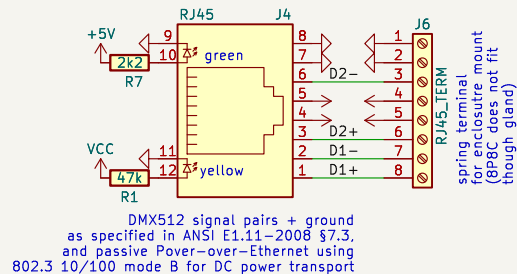 RJ45 J4
J6
+5V
9
10
green
2k2
R7
8
7
6
5
4
3
2
1
D2-
D2+
D1-
D1+
1
2
3
4
5
6
7
8
RJ45_TERM
spring terminal
for enclosutre mount
(8P8C does not fit
though gland)
VCC
11
12
yellow
47k
R1
DMX512 signal pairs + ground
as specified in ANSI E1.11-2008 §7.3,
and passive Pover-over-Ethernet using
802.3 10/100 mode B for DC power transport